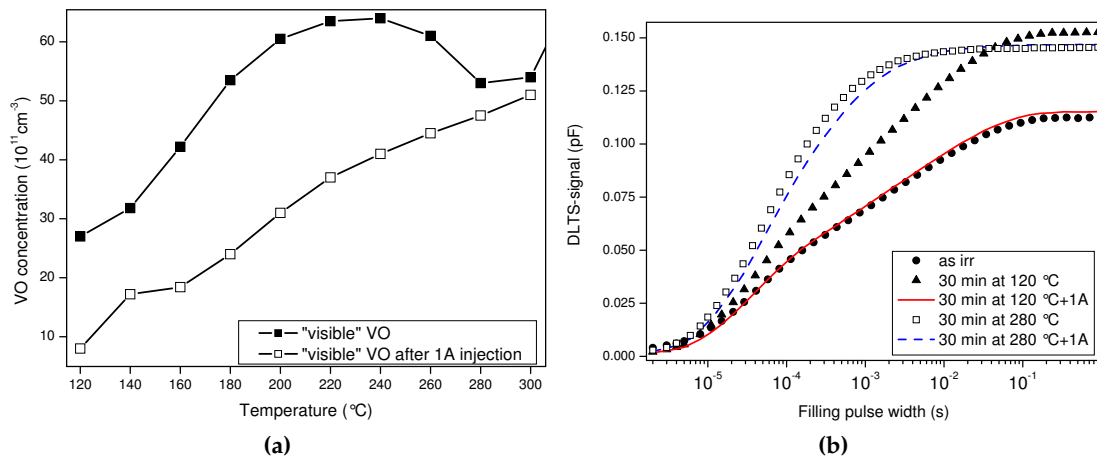 (a)
60
50
40
30
20
10
VO concentration (10¹¹cm⁻³)
120 140 160 180 200 220 240 260 280 300
Temperature (°C)
"visible" VO
"visible" VO after 1A injection
(a)
(b)
0.150
0.125
0.100
0.075
0.050
0.025
0.000
DLTS-signal (pF)
10⁻⁵ 10⁻⁴ 10⁻³ 10⁻² 10⁻¹
Filling pulse width (s)
as irr
30 min at 120 °C
30 min at 120 °C+1A
30 min at 280 °C
30 min at 280 °C+1A
(b)